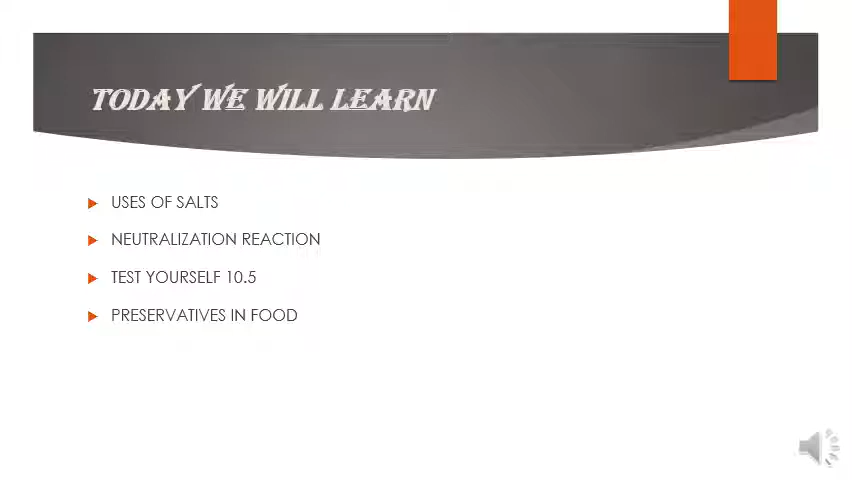 TODAY WE WILL LEARN
USES OF SALTS
NEUTRALIZATION REACTION
TEST YOURSELF 10.5
PRESERVATIVES IN FOOD